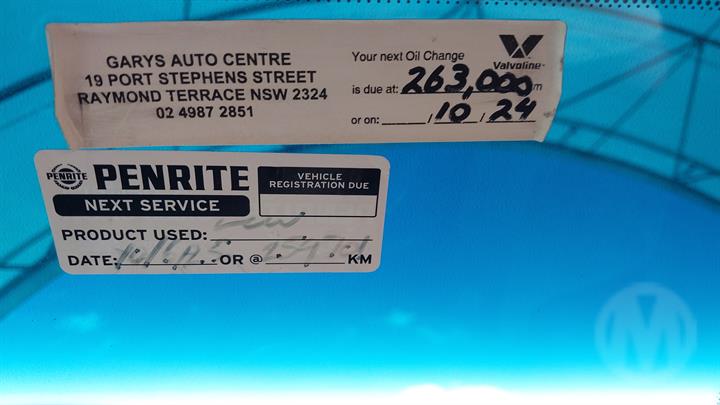 GARYS AUTO CENTRE
19 PORT STEPHENS STREET
RAYMOND TERRACE NSW 2324
02 4987 2851
Your next Oil Change
Valvoline
is due at: 263,000 km
or on: ____/10/24
PENRITE
NEXT SERVICE
VEHICLE
REGISTRATION DUE
PRODUCT USED:
DATE: OR @ KM
M